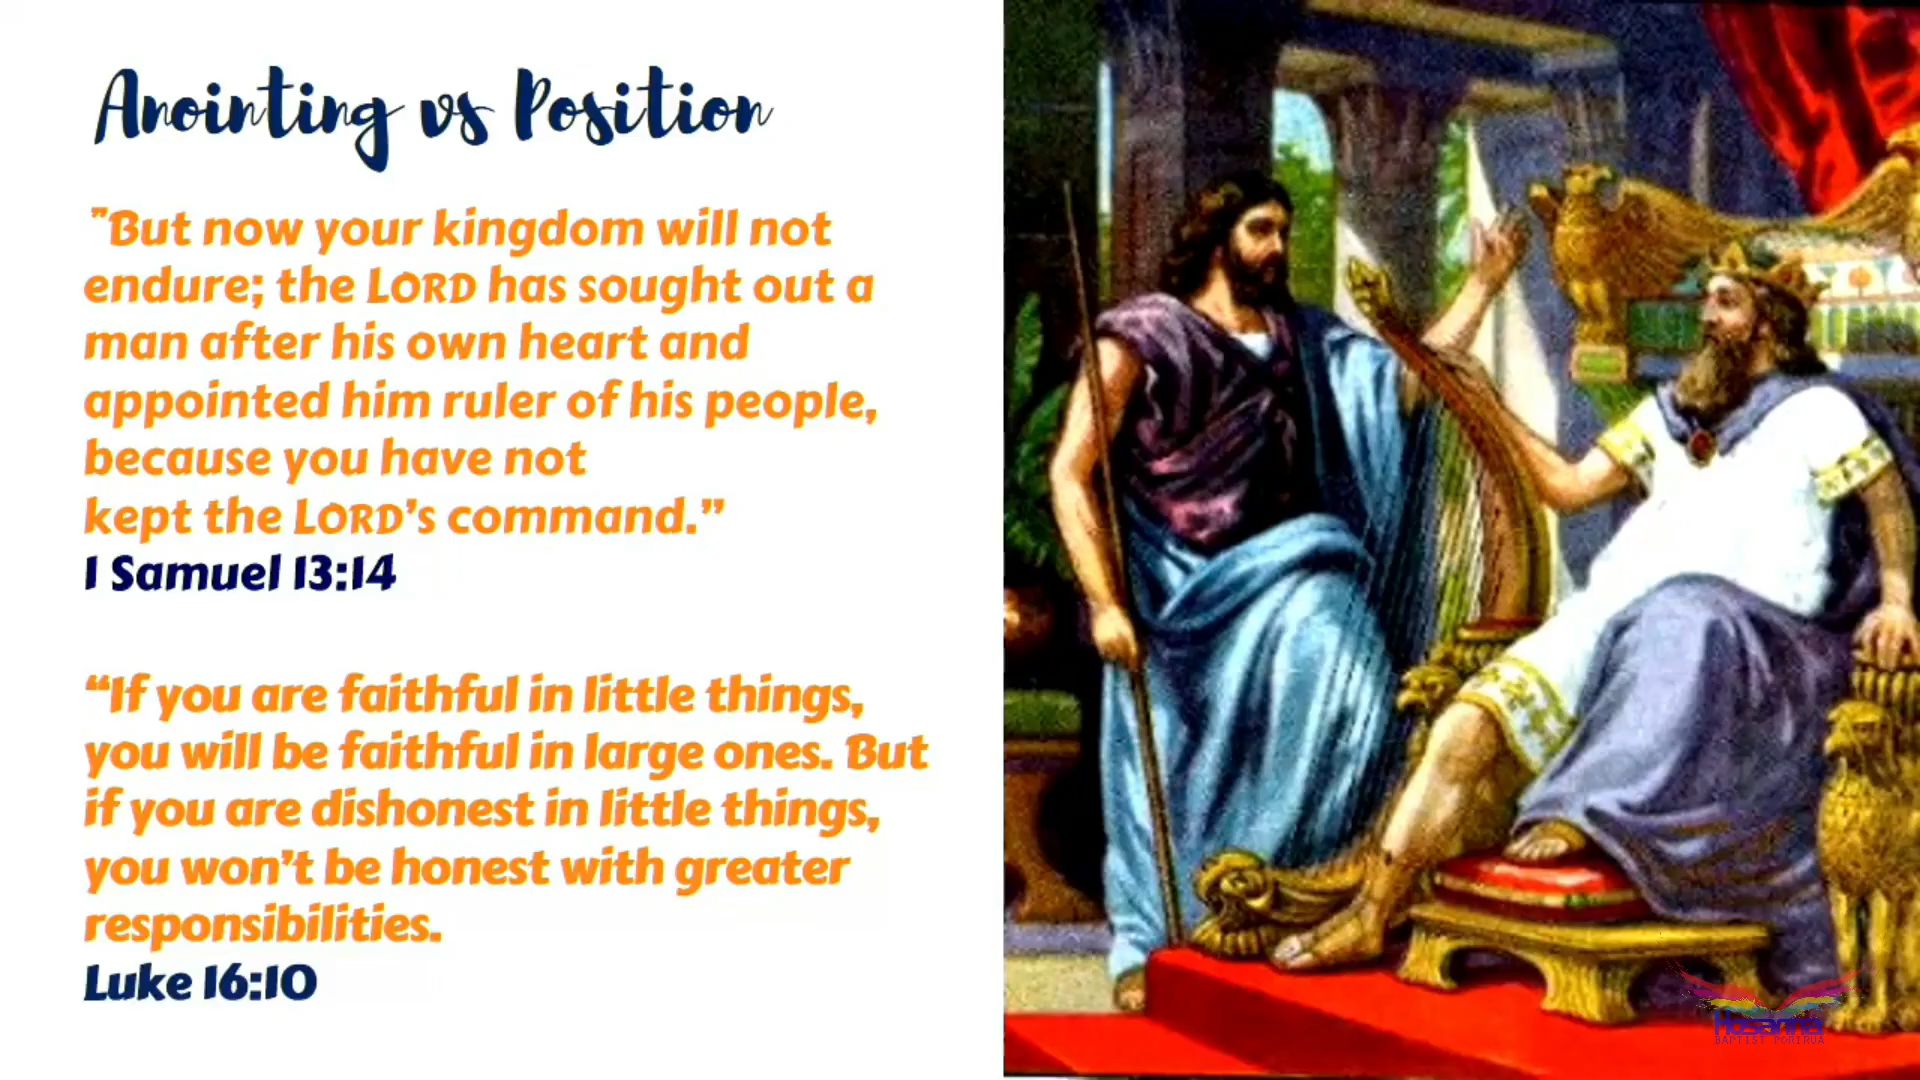 Anointing vs Position
"But now your kingdom will not
endure; the LORD has sought out a
man after his own heart and
appointed him ruler of his people,
because you have not
kept the LORD’s command.”
1 Samuel 13:14
“If you are faithful in little things,
you will be faithful in large ones. But
if you are dishonest in little things,
you won’t be honest with greater
responsibilities.
Luke 16:10
Hosanna
BAPTIST PORIRUA